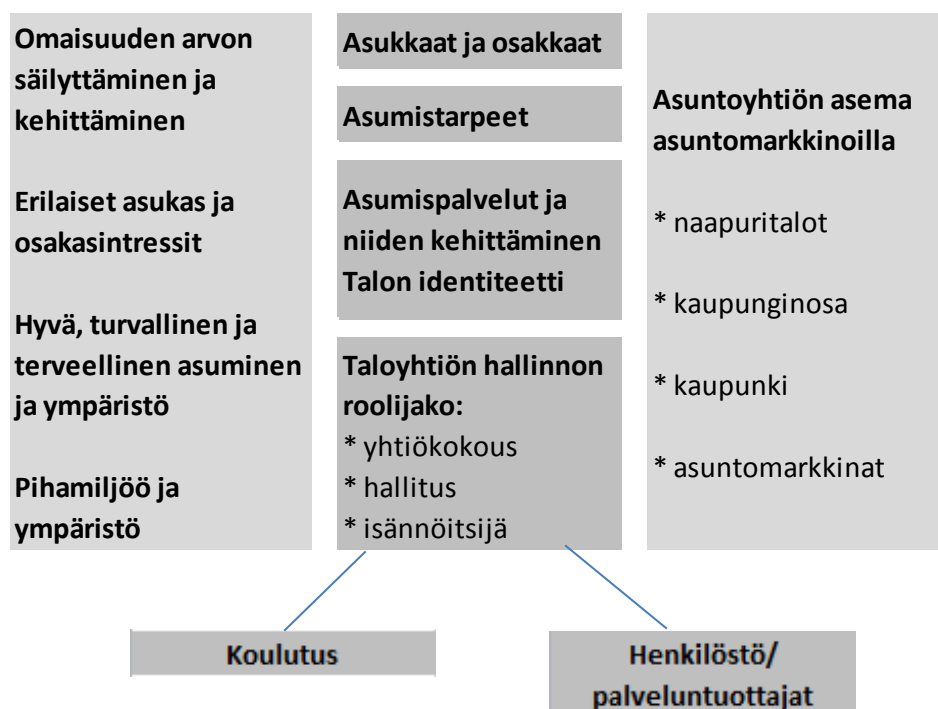 Omaisuuden arvon
säilyttäminen ja
kehittäminen
Erilaiset asukas ja
osakasintressit
Hyvä, turvallinen ja
terveellinen asuminen
ja ympäristö
Pihamiljöö ja
ympäristö
Asukkaat ja osakkaat
Asumistarpeet
Asumispalvelut ja
niiden kehittäminen
Talon identiteetti
Taloyhtiön hallinnon
roolijako:
* yhtiökokous
* hallitus
* isännöitsijä
Asuntoyhtiön asema
asuntomarkkinoilla
* naapuritalot
* kaupunginosa
* kaupunki
* asuntomarkkinat
Koulutus
Henkilöstö/
palveluntuottajat